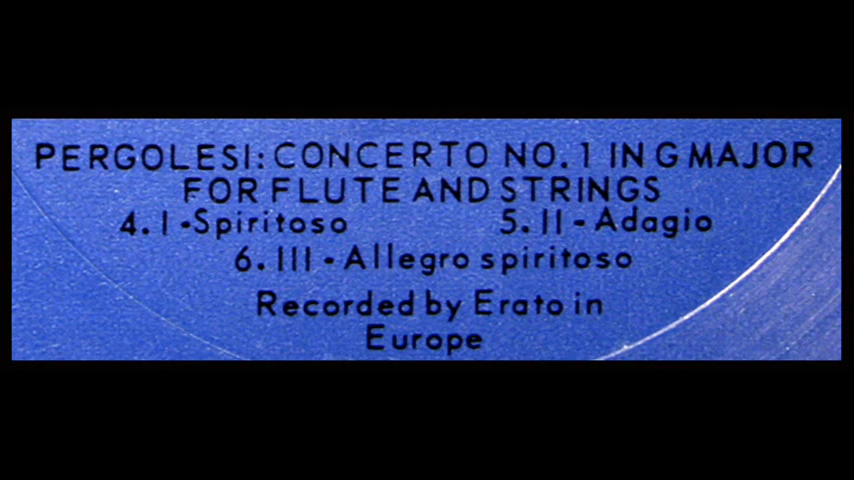 PERGOLESI: CONCERTO NO. 1 IN G MAJOR
FOR FLUTE AND STRINGS
4. I - Spiritoso 5. II - Adagio
6. III - Allegro spiritoso
Recorded by Erato in
Europe